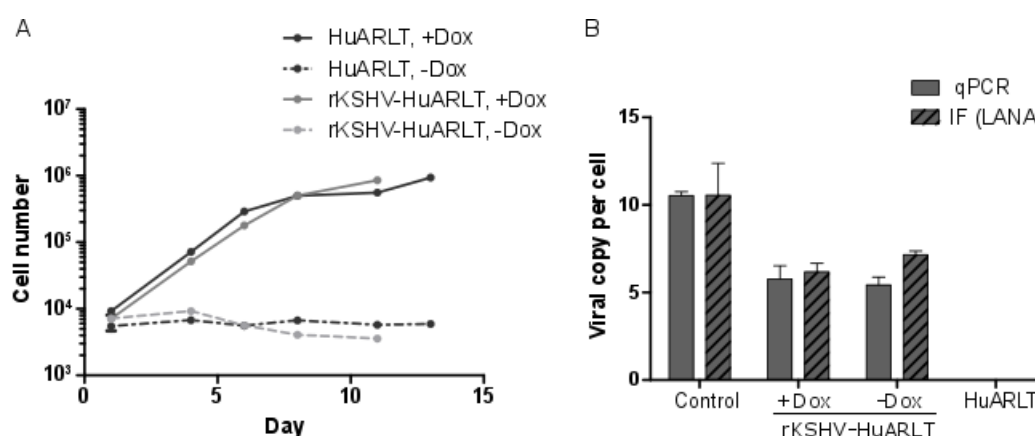 A
HuARLT, +Dox
HuARLT, -Dox
rKSHV-HuARLT, +Dox
rKSHV-HuARLT, -Dox
10⁷
10⁶
10⁵
10⁴
10³
Cell number
0 5 10 15
Day
B
qPCR
IF (LANA
15
10
5
0
Viral copy per cell
Control +Dox -Dox HuARLT
rKSHV-HuARLT